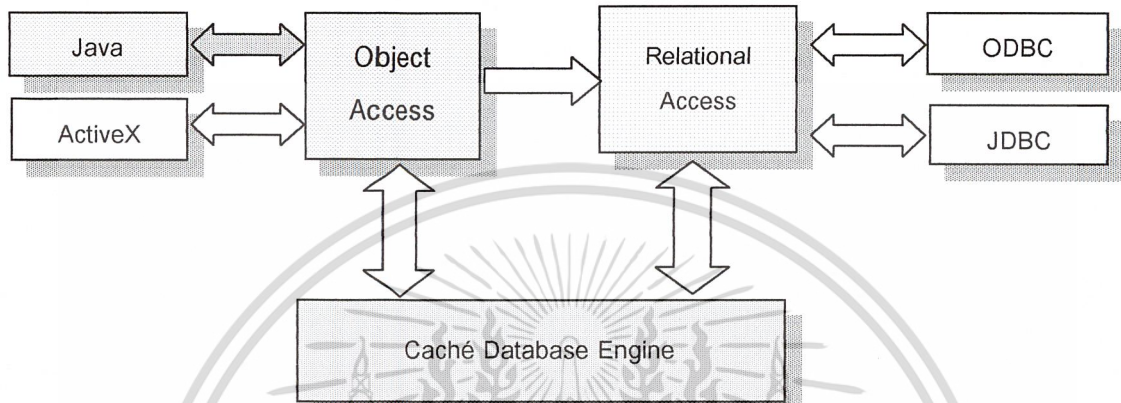 Java
ActiveX
Object
Access
Relational
Access
ODBC
JDBC
Caché Database Engine